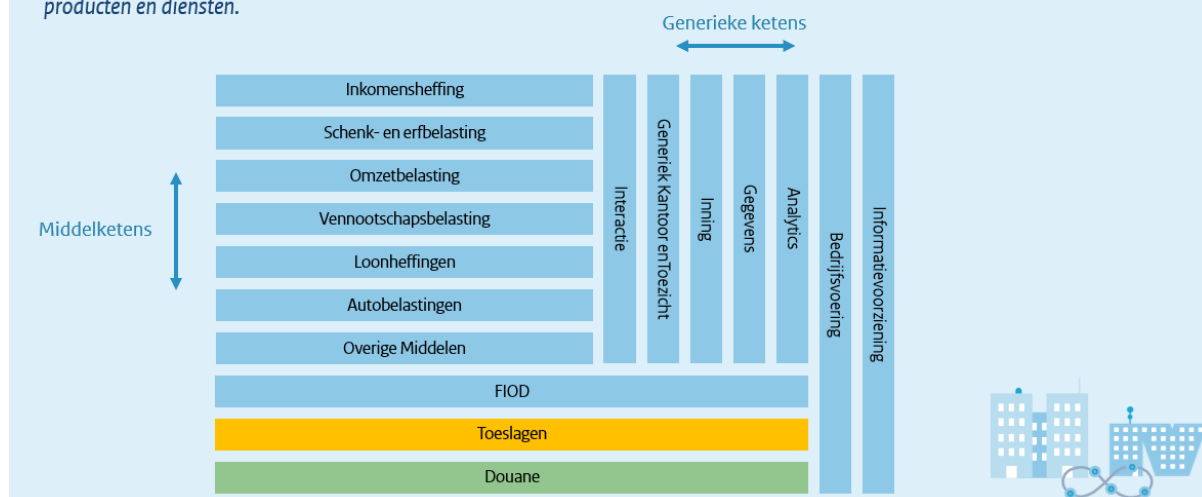 producten en diensten.
Generieke ketens
Middelketens
Inkomensheffing
Schenk- en erfbelasting
Omzetbelasting
Vennootschapsbelasting
Loonheffingen
Autobelastingen
Overige Middelen
FIOD
Toeslagen
Douane
Interactie
Generiek Kantoor enToezicht
Inning
Gegevens
Analytics
Bedrijfsvoering
Informatievoorziening